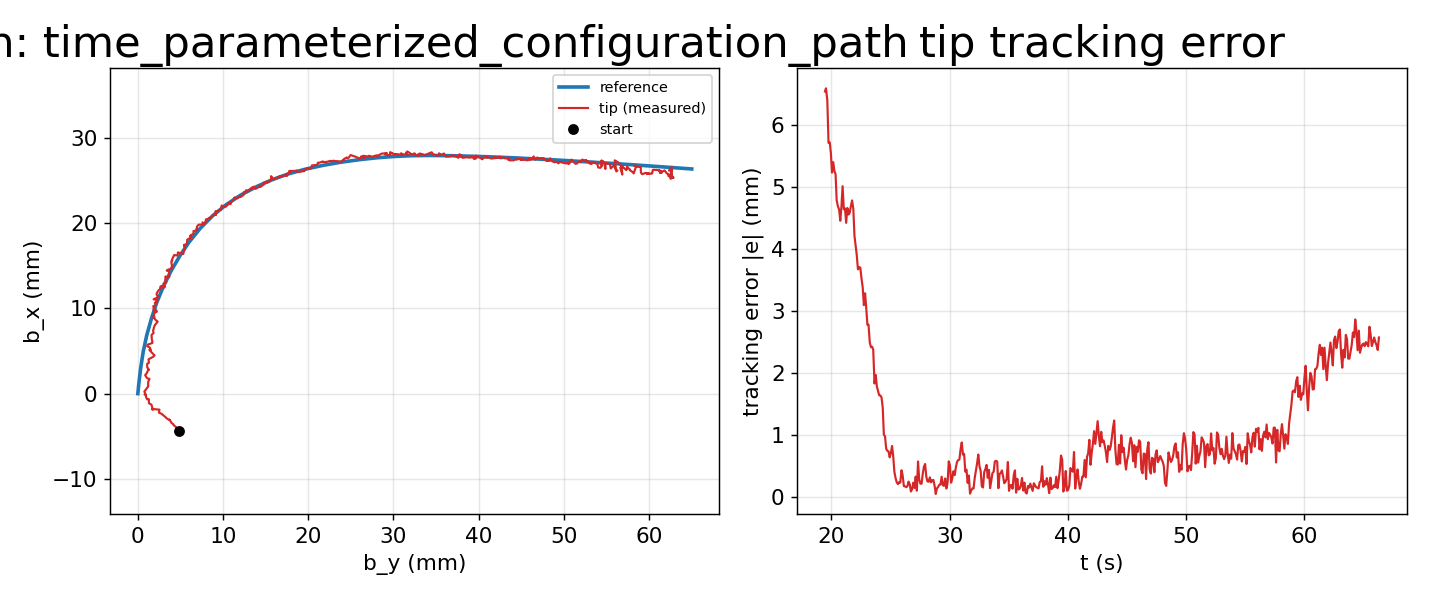 n: time_parameterized_configuration_path
tip tracking error
reference
tip (measured)
start
30
20
10
0
−10
b_x (mm)
0
10
20
30
40
50
60
b_y (mm)
6
5
4
3
2
1
0
tracking error |e| (mm)
20
30
40
50
60
t (s)